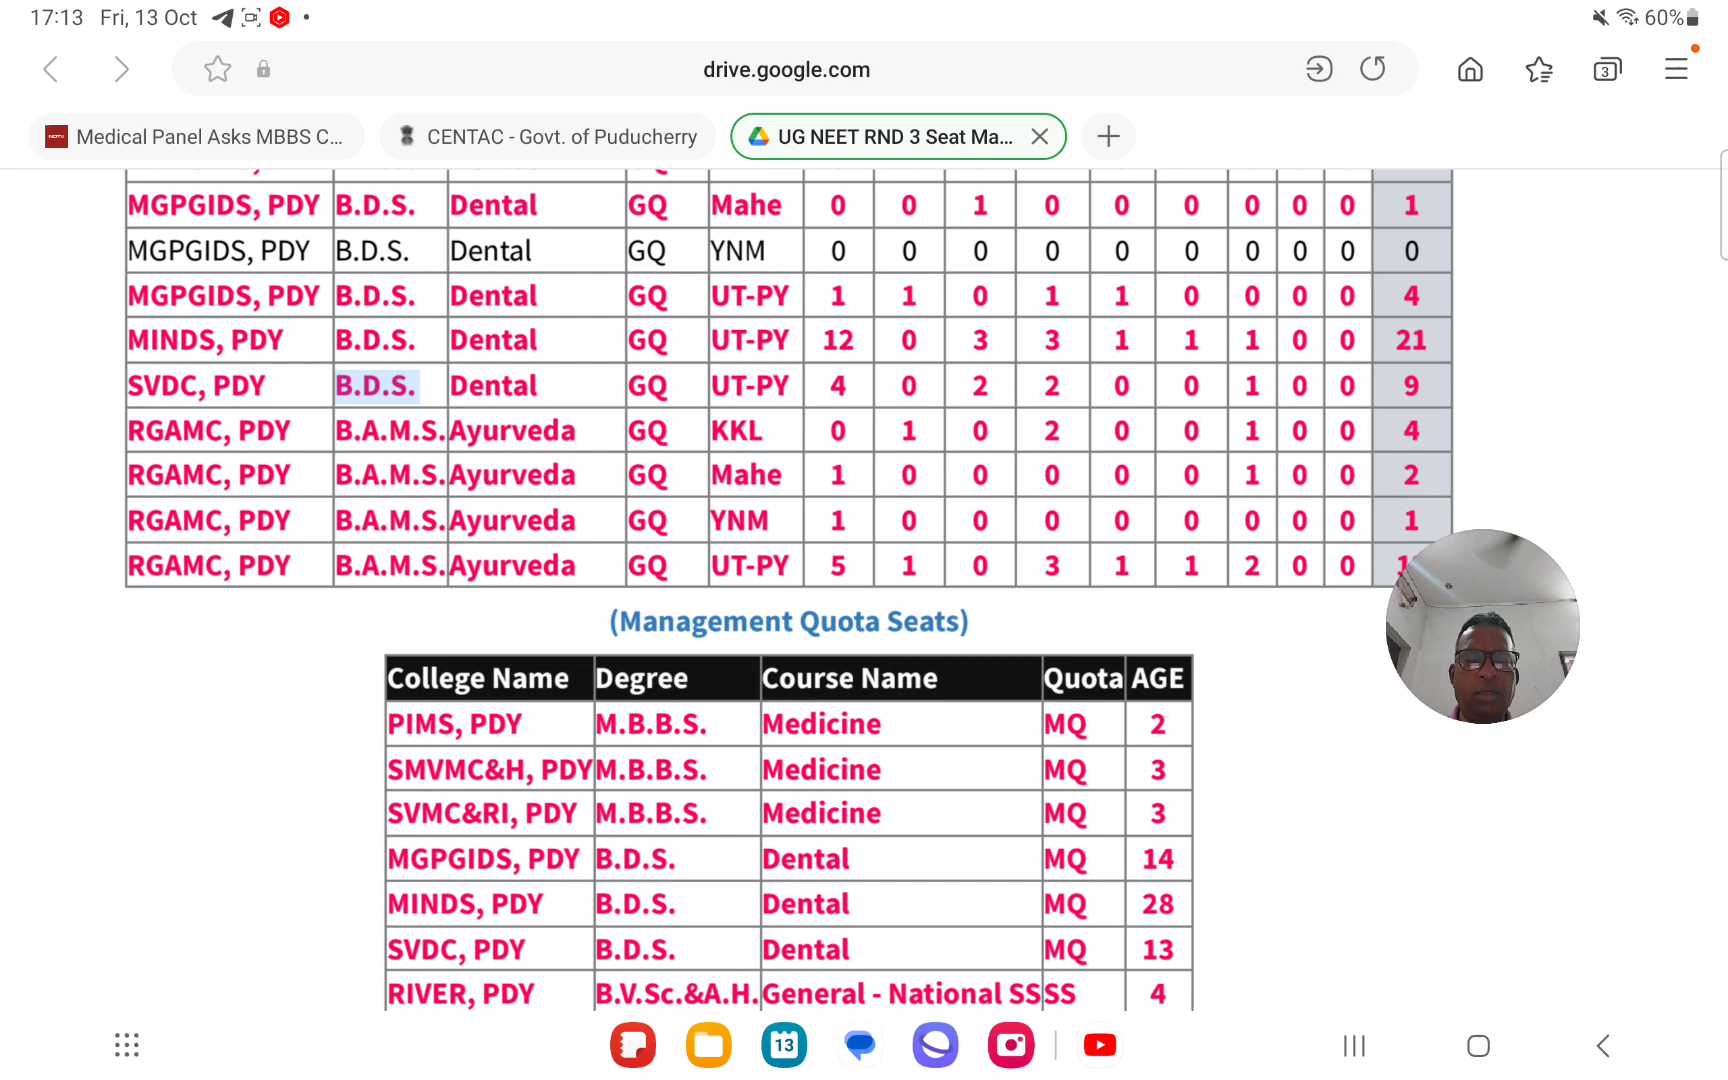 17:13 Fri, 13 Oct
60%
drive.google.com
3
Medical Panel Asks MBBS C...
CENTAC - Govt. of Puducherry
UG NEET RND 3 Seat Ma...
MGPGIDS, PDY B.D.S. Dental GQ Mahe 0 0 1 0 0 0 0 0 0 1
MGPGIDS, PDY B.D.S. Dental GQ YNM 0 0 0 0 0 0 0 0 0 0
MGPGIDS, PDY B.D.S. Dental GQ UT-PY 1 1 0 1 1 0 0 0 0 4
MINDS, PDY B.D.S. Dental GQ UT-PY 12 0 3 3 1 1 1 0 0 21
SVDC, PDY B.D.S. Dental GQ UT-PY 4 0 2 2 0 0 1 0 0 9
RGAMC, PDY B.A.M.S. Ayurveda GQ KKL 0 1 0 2 0 0 1 0 0 4
RGAMC, PDY B.A.M.S. Ayurveda GQ Mahe 1 0 0 0 0 0 1 0 0 2
RGAMC, PDY B.A.M.S. Ayurveda GQ YNM 1 0 0 0 0 0 0 0 0 1
RGAMC, PDY B.A.M.S. Ayurveda GQ UT-PY 5 1 0 3 1 1 2 0 0
(Management Quota Seats)
College Name Degree Course Name Quota AGE
PIMS, PDY M.B.B.S. Medicine MQ 2
SMVMC&H, PDY M.B.B.S. Medicine MQ 3
SVMC&RI, PDY M.B.B.S. Medicine MQ 3
MGPGIDS, PDY B.D.S. Dental MQ 14
MINDS, PDY B.D.S. Dental MQ 28
SVDC, PDY B.D.S. Dental MQ 13
RIVER, PDY B.V.Sc.&A.H. General - National SS SS 4
13